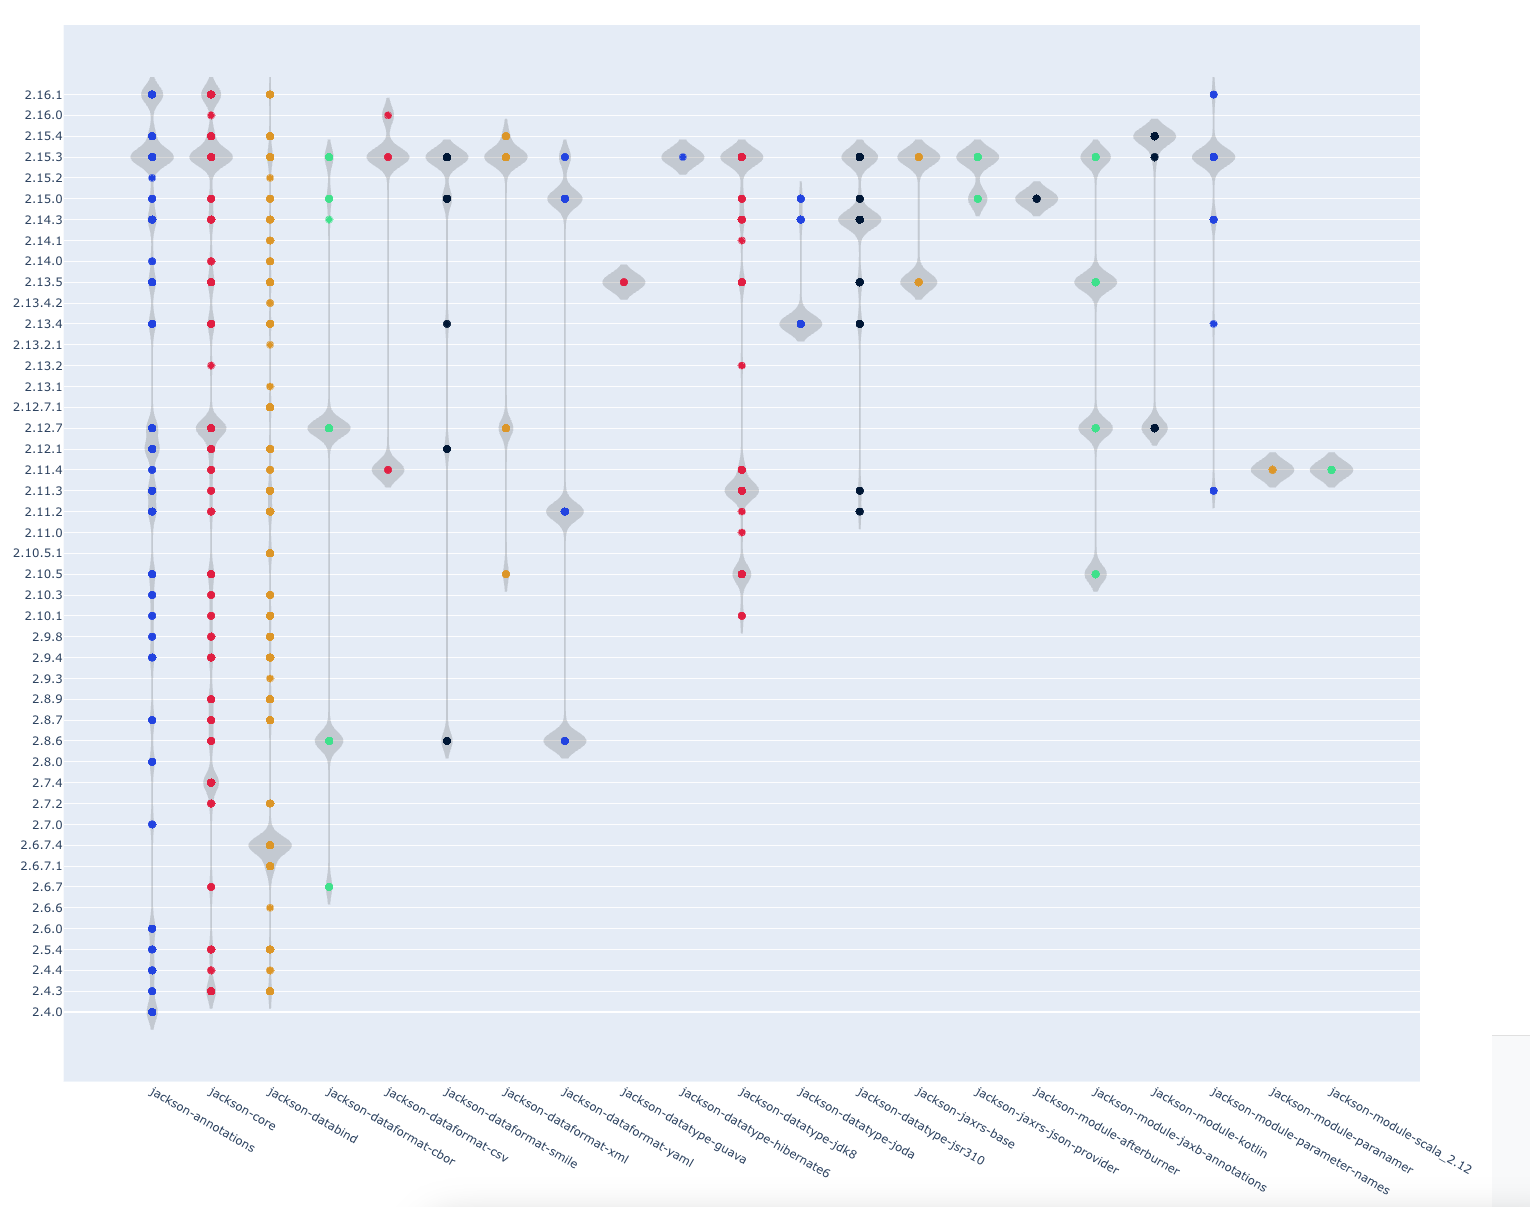 2.16.1
2.16.0
2.15.4
2.15.3
2.15.2
2.15.0
2.14.3
2.14.1
2.14.0
2.13.5
2.13.4.2
2.13.4
2.13.2.1
2.13.2
2.13.1
2.12.7.1
2.12.7
2.12.1
2.11.4
2.11.3
2.11.2
2.11.0
2.10.5.1
2.10.5
2.10.3
2.10.1
2.9.8
2.9.4
2.9.3
2.8.9
2.8.7
2.8.6
2.8.0
2.7.4
2.7.2
2.7.0
2.6.7.4
2.6.7.1
2.6.7
2.6.6
2.6.0
2.5.4
2.4.4
2.4.3
2.4.0
jackson-annotations
jackson-core
jackson-databind
jackson-dataformat-cbor
jackson-dataformat-csv
jackson-dataformat-smile
jackson-dataformat-xml
jackson-dataformat-yaml
jackson-datatype-guava
jackson-datatype-hibernate6
jackson-datatype-jdk8
jackson-datatype-joda
jackson-datatype-jsr310
jackson-jaxrs-base
jackson-jaxrs-json-provider
jackson-module-afterburner
jackson-module-jaxb-annotations
jackson-module-kotlin
jackson-module-parameter-names
jackson-module-paranamer
jackson-module-scala_2.12